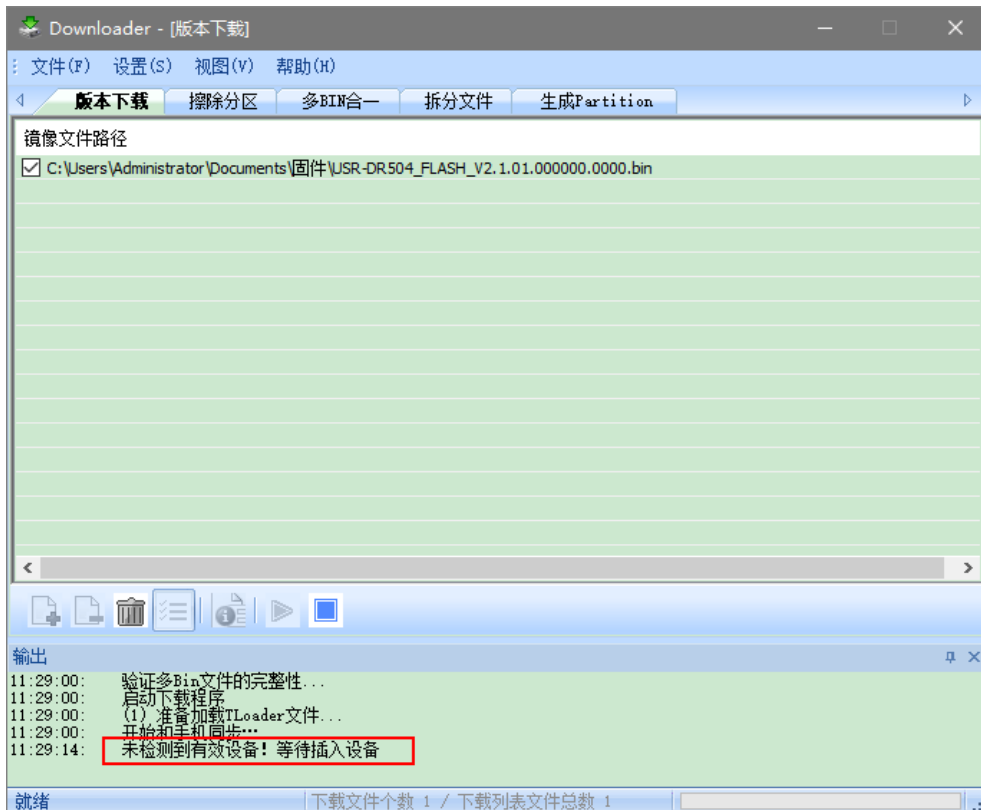 Downloader - [版本下载]
文件(F) 设置(S) 视图(V) 帮助(H)
版本下载 擦除分区 多BIN合一 拆分文件 生成Partition
镜像文件路径
C:\Users\Administrator\Documents\固件\USR-DR504_FLASH_V2.1.01.000000.0000.bin
输出
11:29:00: 验证多Bin文件的完整性...
11:29:00: 启动下载程序
11:29:00: (1) 准备加载TLoader文件...
11:29:00: 开始和手机同步…
11:29:14: 未检测到有效设备! 等待插入设备
就绪 下载文件个数 1 / 下载列表文件总数 1